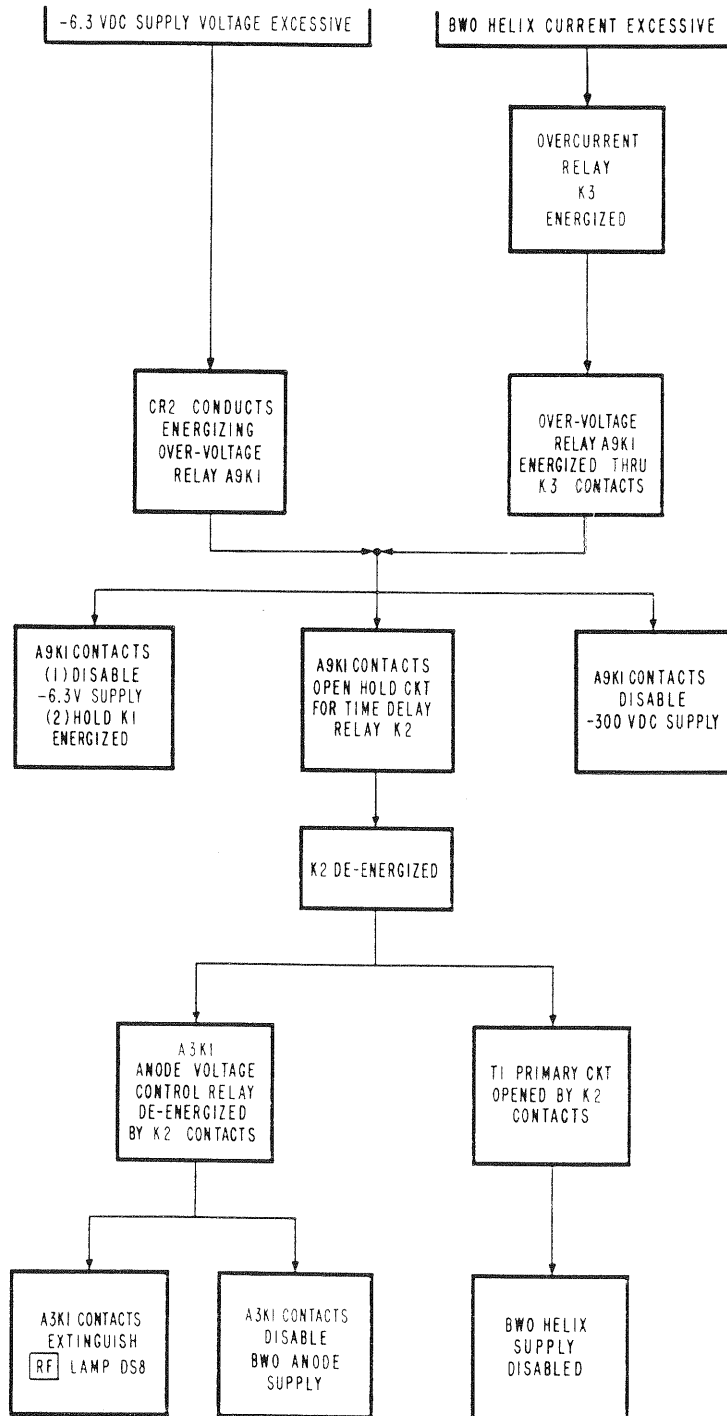 -6.3 VDC SUPPLY VOLTAGE EXCESSIVE
BWO HELIX CURRENT EXCESSIVE
OVERCURRENT
RELAY
K3
ENERGIZED
CR2 CONDUCTS
ENERGIZING
OVER-VOLTAGE
RELAY A9K1
OVER-VOLTAGE
RELAY A9K1
ENERGIZED THRU
K3 CONTACTS
A9K1 CONTACTS
(1) DISABLE
-6.3V SUPPLY
(2) HOLD K1
ENERGIZED
A9K1 CONTACTS
OPEN HOLD CKT
FOR TIME DELAY
RELAY K2
A9K1 CONTACTS
DISABLE
-300 VDC SUPPLY
K2 DE-ENERGIZED
A3K1
ANODE VOLTAGE
CONTROL RELAY
DE-ENERGIZED
BY K2 CONTACTS
T1 PRIMARY CKT
OPENED BY K2
CONTACTS
A3K1 CONTACTS
EXTINGUISH
RF LAMP DS8
A3K1 CONTACTS
DISABLE
BWO ANODE
SUPPLY
BWO HELIX
SUPPLY
DISABLED